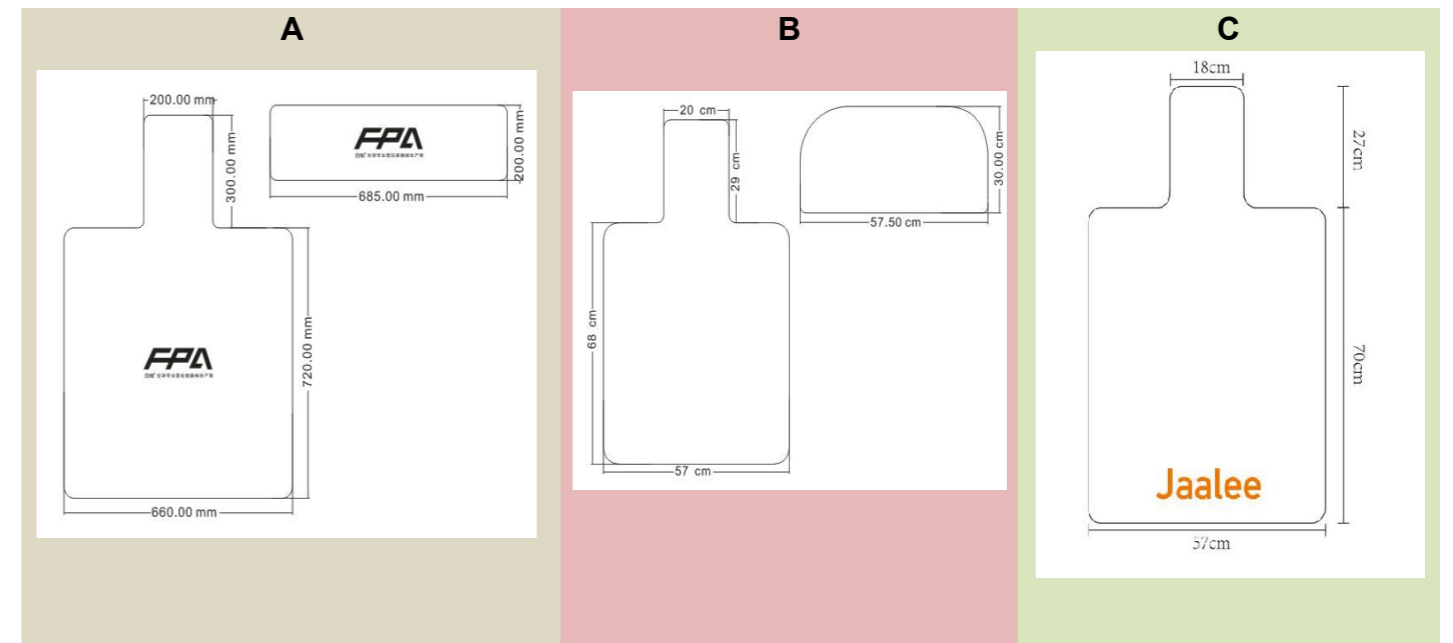 A
B
C
200.00 mm
300.00 mm
FPA
685.00 mm
200.00 mm
FPA
720.00 mm
660.00 mm
20 cm
29 cm
30.00 cm
57.50 cm
68 cm
57 cm
18cm
27cm
70cm
Jaalee
57cm